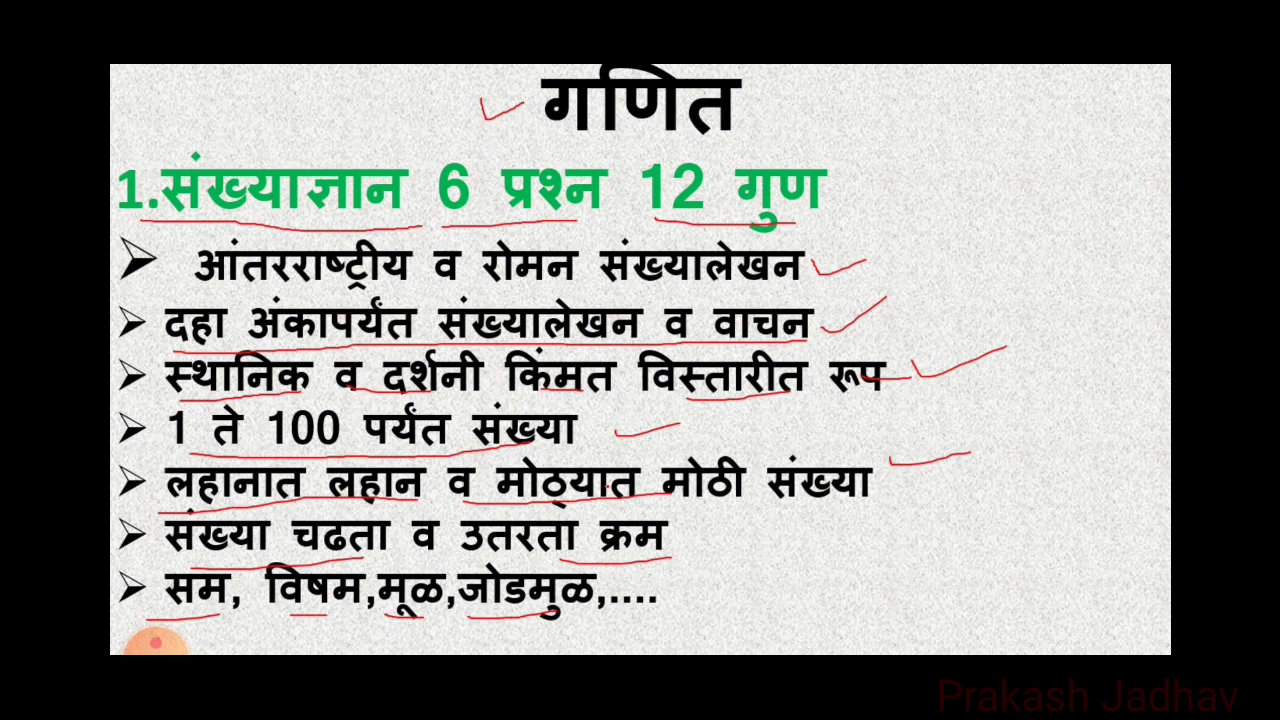 गणित
1.संख्याज्ञान 6 प्रश्न 12 गुण
➢ आंतरराष्ट्रीय व रोमन संख्यालेखन
➢ दहा अंकापर्यंत संख्यालेखन व वाचन
➢ स्थानिक व दर्शनी किंमत विस्तारीत रूप
➢ 1 ते 100 पर्यंत संख्या
➢ लहानात लहान व मोठ्यात मोठी संख्या
➢ संख्या चढता व उतरता क्रम
➢ सम, विषम,मूळ,जोडमुळ,....
Prakash Jadhav